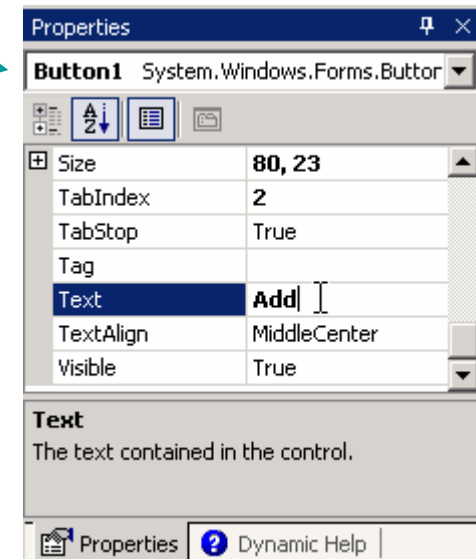 Properties
Button1 System.Windows.Forms.Button
Size 80, 23
TabIndex 2
TabStop True
Tag
Text Add
TextAlign MiddleCenter
Visible True
Text
The text contained in the control.
Properties Dynamic Help